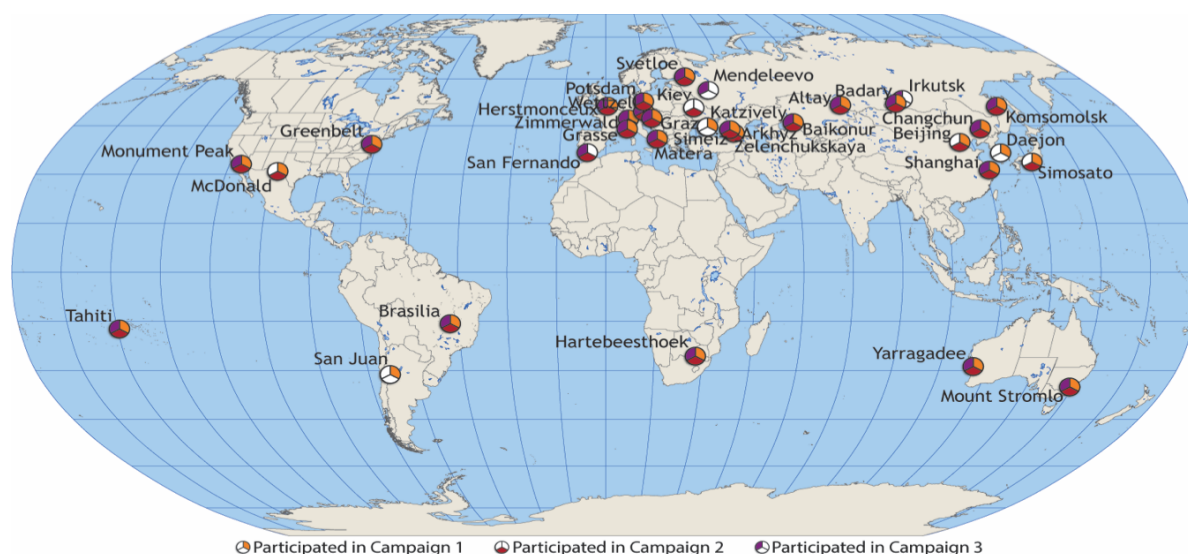 Svetloe
Mendeleevo
Potsdam
Kiev
Badary
Irkutsk
Wettzell
Altay
Herstmonceux
Katzively
Changchun
Komsomolsk
Zimmerwald
Graz
Simeiz
Arkhyz
Baikonur
Beijing
Daejon
Greenbelt
Grasse
Zelenchukskaya
Monument Peak
San Fernando
Matera
Shanghai
Simosato
McDonald
Tahiti
Brasilia
Hartebeesthoek
San Juan
Yarragadee
Mount Stromlo
Participated in Campaign 1
Participated in Campaign 2
Participated in Campaign 3